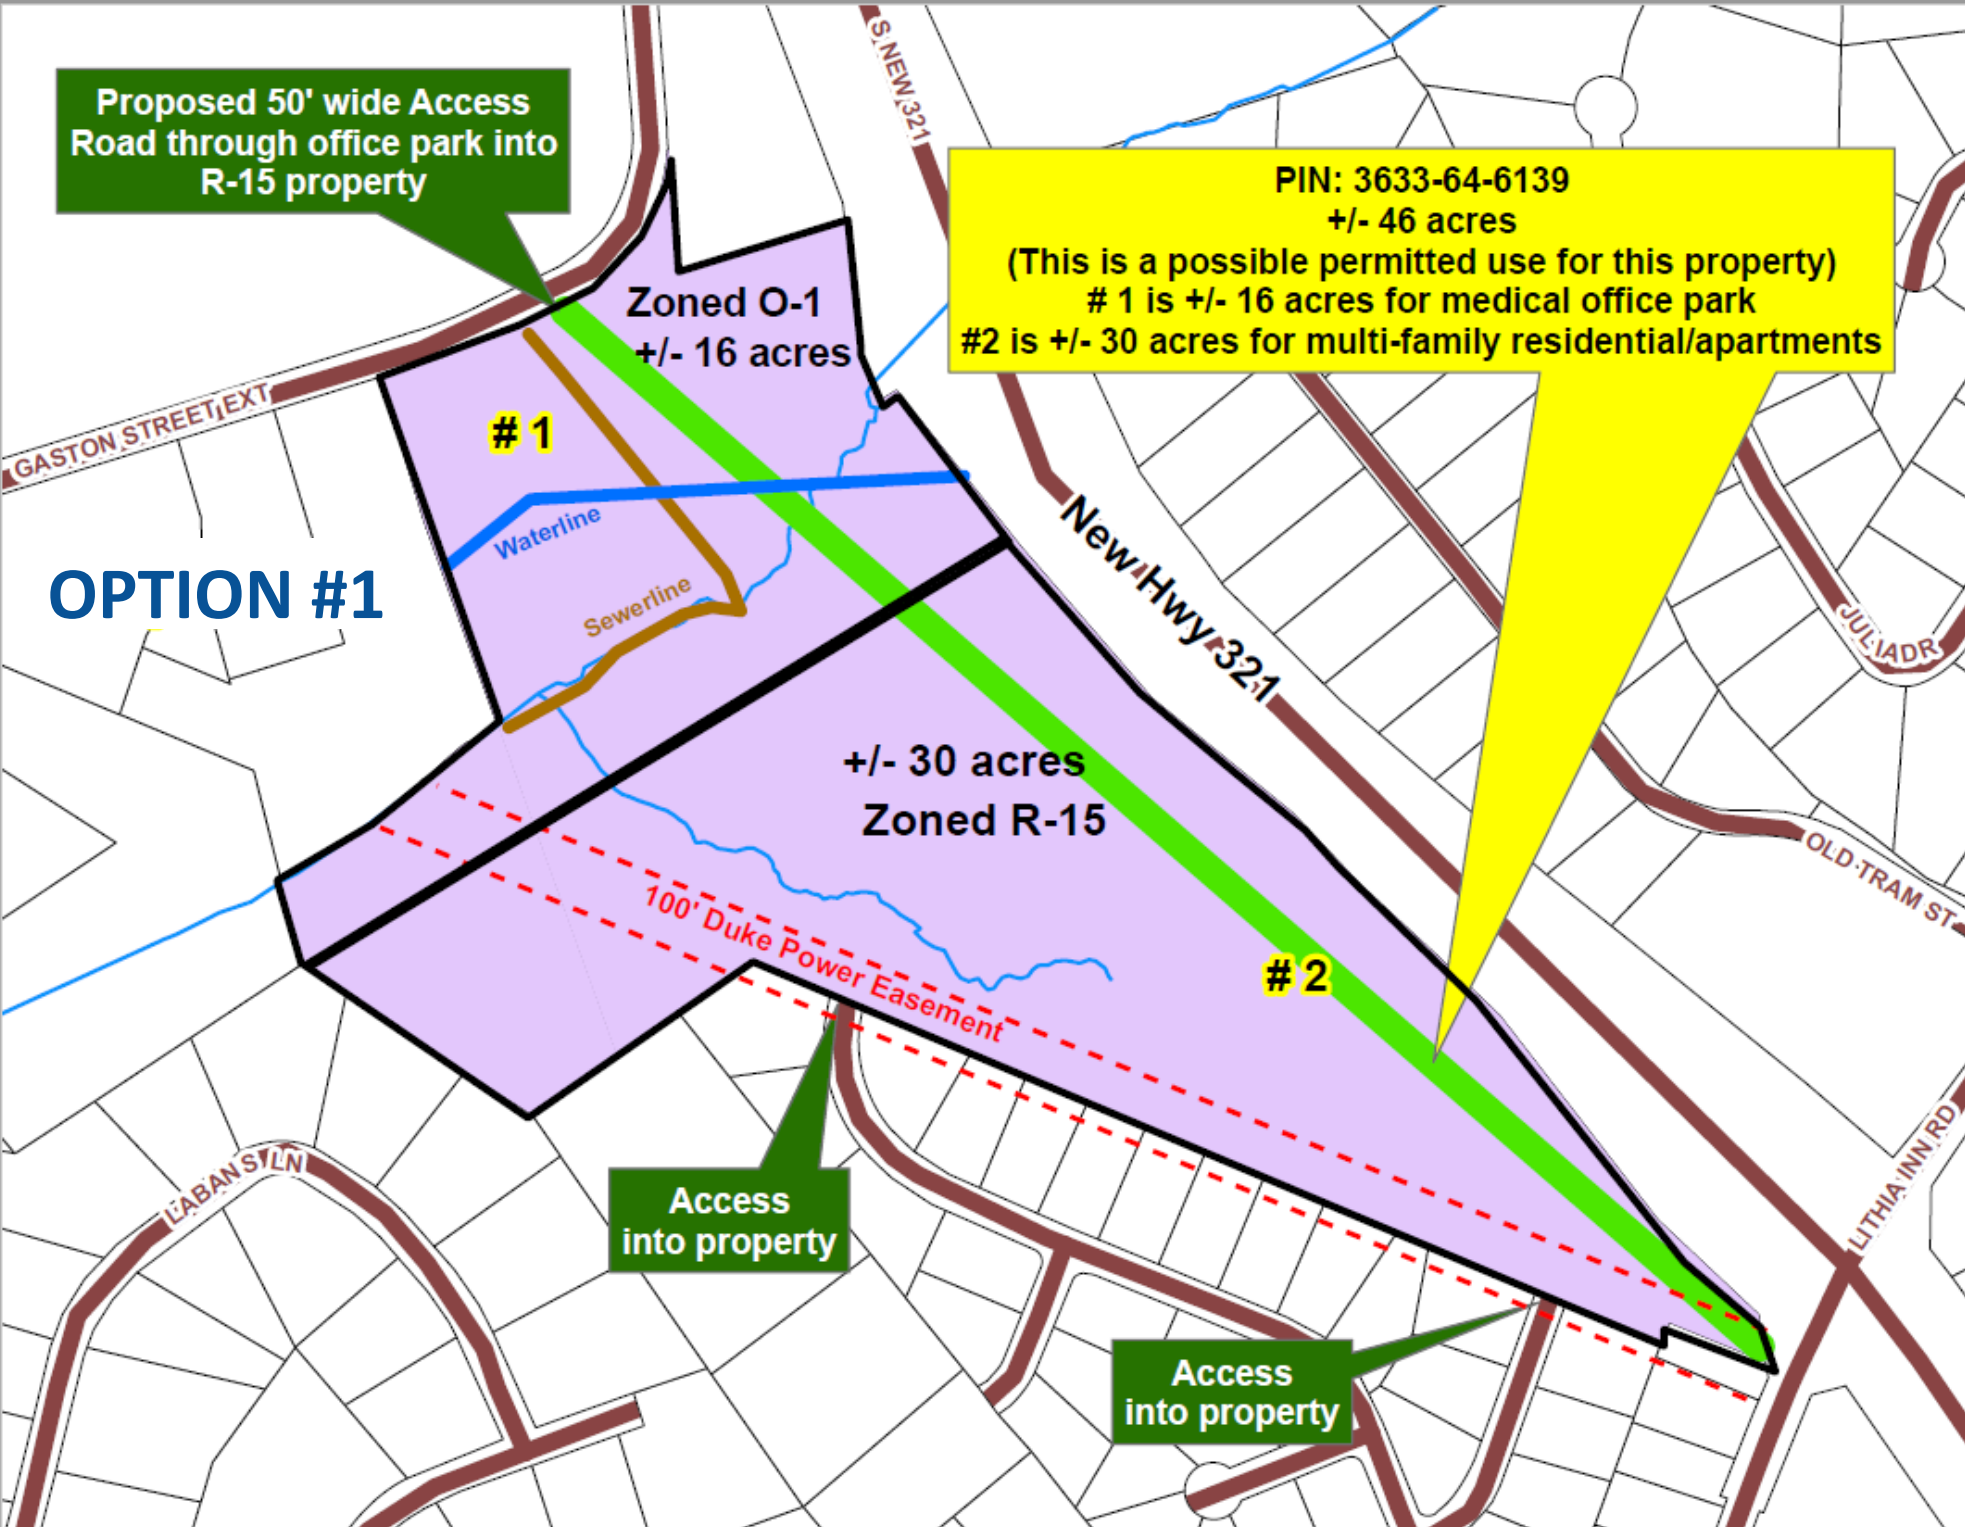 S NEW 321
Proposed 50' wide Access
Road through office park into
R-15 property
PIN: 3633-64-6139
+/- 46 acres
(This is a possible permitted use for this property)
# 1 is +/- 16 acres for medical office park
#2 is +/- 30 acres for multi-family residential/apartments
Zoned O-1
+/- 16 acres
GASTON STREET EXT
# 1
Waterline
New Hwy 321
OPTION #1
Sewerline
JULIA DR
+/- 30 acres
Zoned R-15
OLD TRAM ST
100' Duke Power Easement
# 2
LABANS LN
LITHIA INN RD
Access
into property
Access
into property